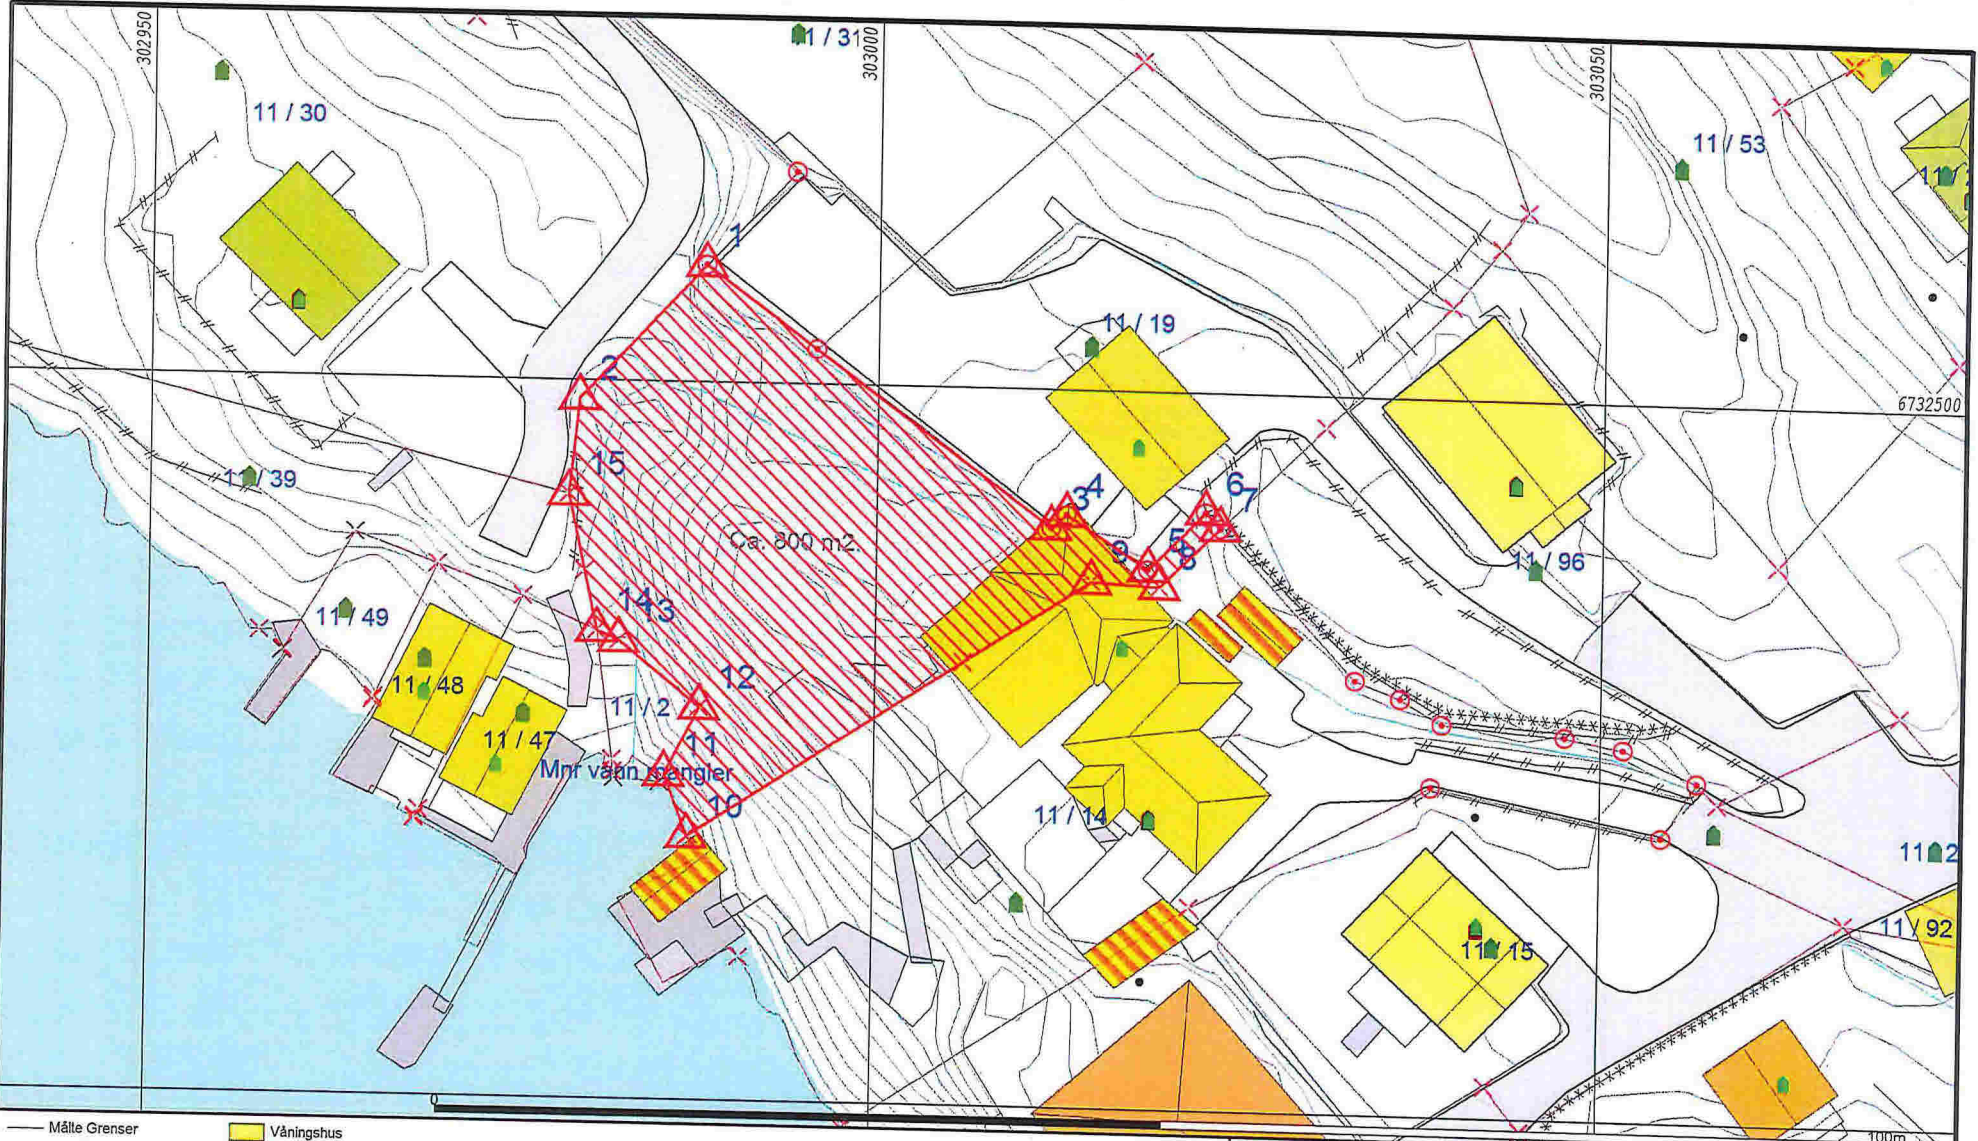 302950
303000
303050
11 / 31
11 / 30
11 / 53
1
11 / 19
2
6732500
11 / 39
15
4
3
6
7
Ca. 800 m2.
5
9
8
11 / 96
11 / 49
14
13
11 / 48
12
11 / 2
11 / 47
11
Mnr vann mangler
10
11 / 14
11 / 15
11 / 92
0
Målte Grenser
Våningshus
100m